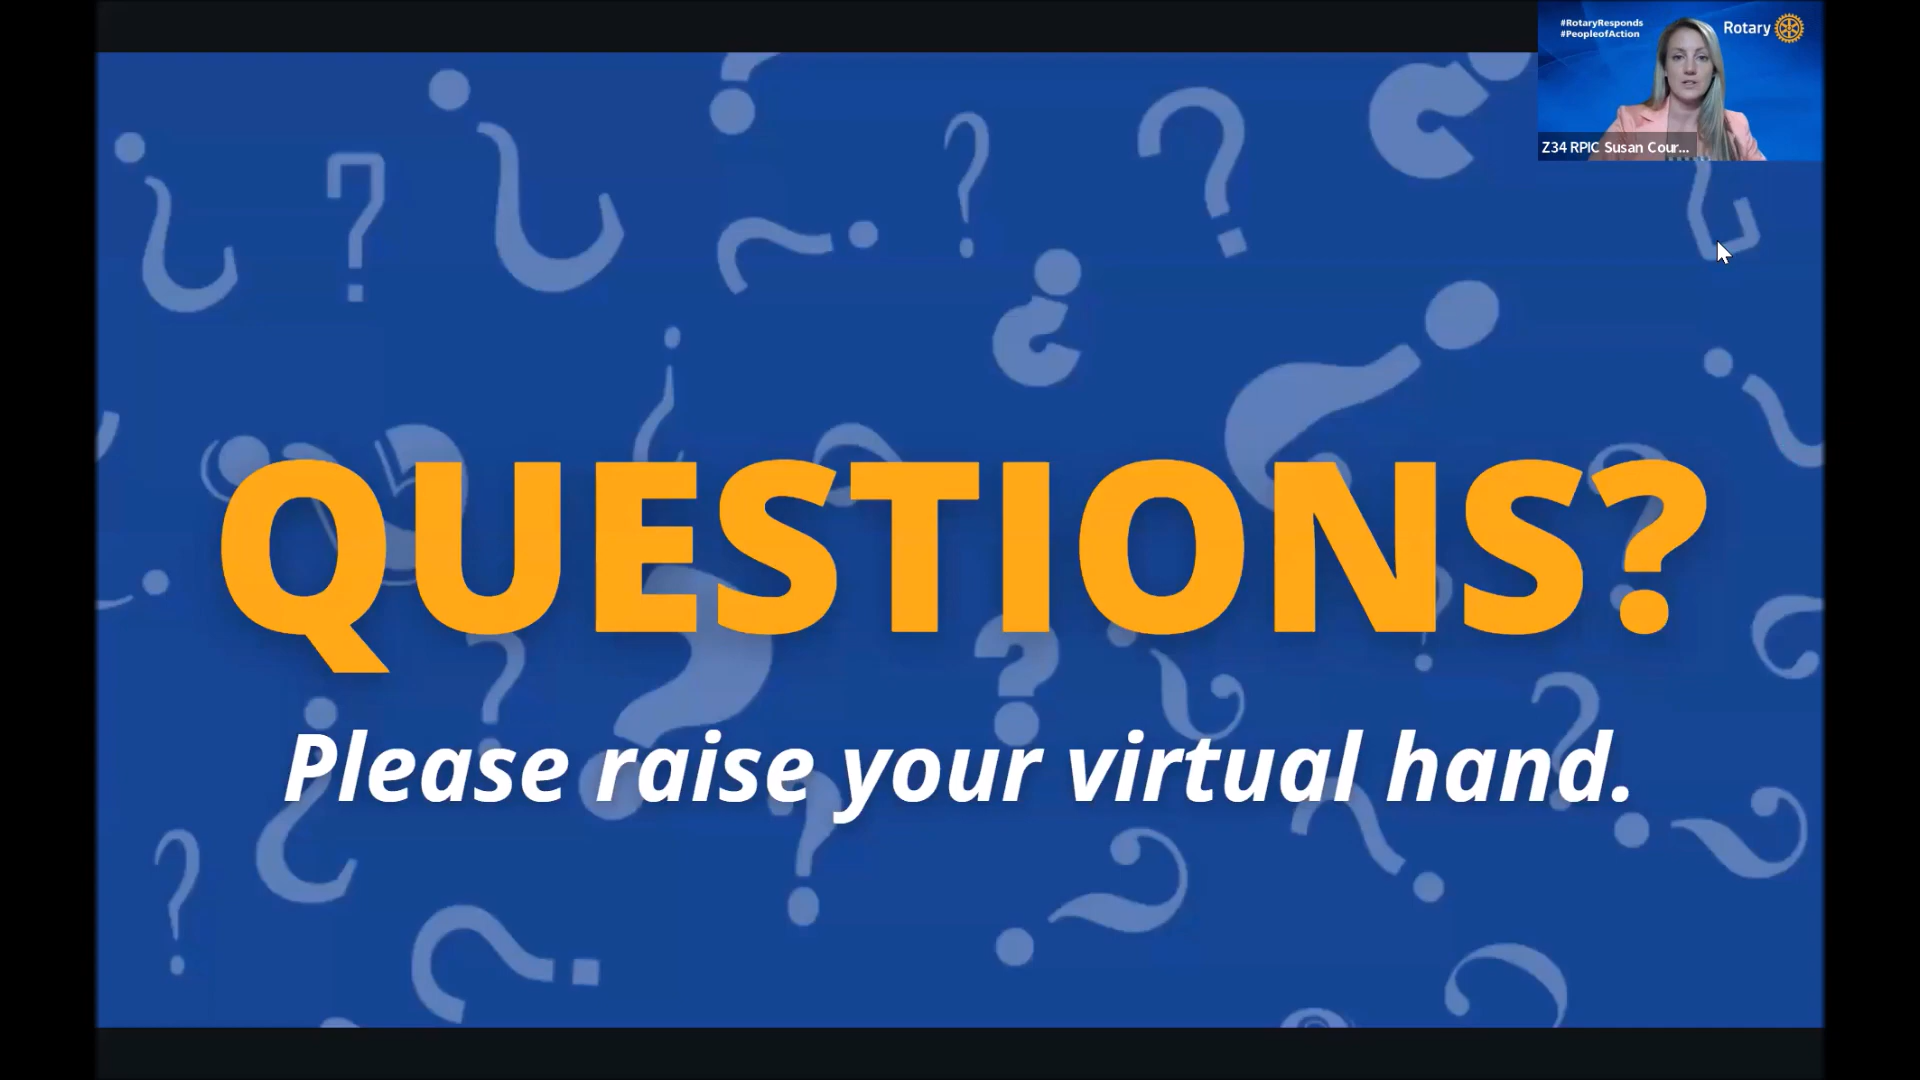 #RotaryResponds
#PeopleofAction
Rotary
Z34 RPIC Susan Cour...
QUESTIONS?
Please raise your virtual hand.